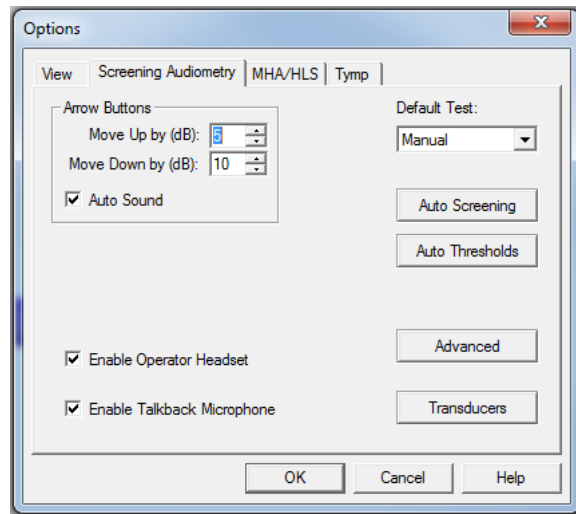 Options
View Screening Audiometry MHA/HLS Tymp
Arrow Buttons
Move Up by (dB): 5
Move Down by (dB): 10
Auto Sound
Default Test:
Manual
Auto Screening
Auto Thresholds
Enable Operator Headset
Advanced
Enable Talkback Microphone
Transducers
OK Cancel Help